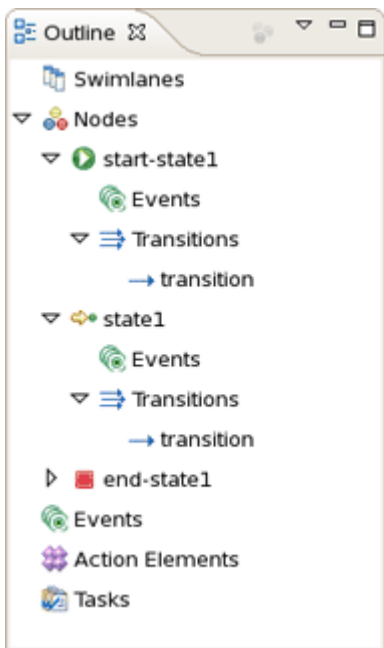 Outline
Swimlanes
Nodes
start-state1
Events
Transitions
transition
state1
Events
Transitions
transition
end-state1
Events
Action Elements
Tasks